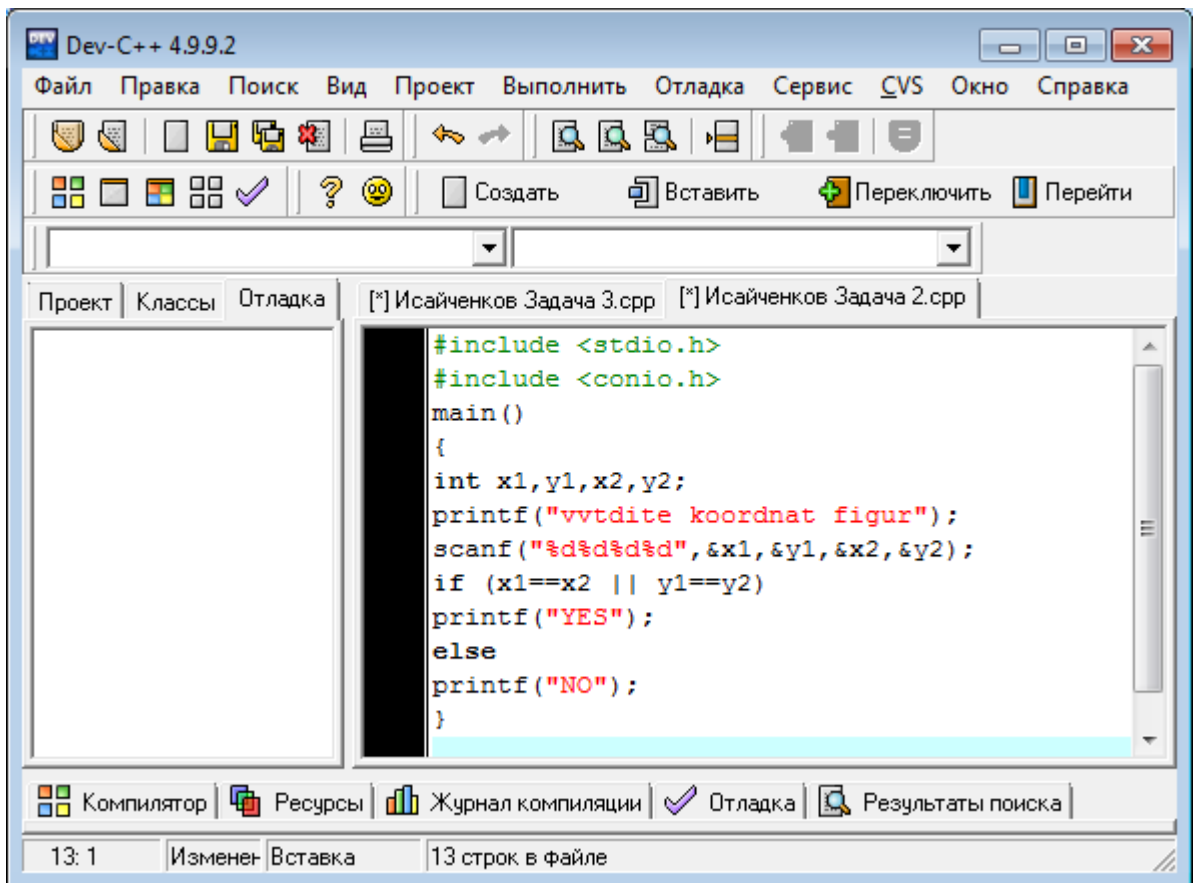 Dev-C++ 4.9.9.2
Файл Правка Поиск Вид Проект Выполнить Отладка Сервис CVS Окно Справка
Создать Вставить Переключить Перейти
Проект Классы Отладка [*] Исайченков Задача 3.cpp [*] Исайченков Задача 2.cpp
#include <stdio.h>
#include <conio.h>
main()
{
int x1,y1,x2,y2;
printf("vvtdite koordnat figur");
scanf("%d%d%d%d",&x1,&y1,&x2,&y2);
if (x1==x2 || y1==y2)
printf("YES");
else
printf("NO");
}
Компилятор Ресурсы Журнал компиляции Отладка Результаты поиска
13: 1 Изменен Вставка 13 строк в файле